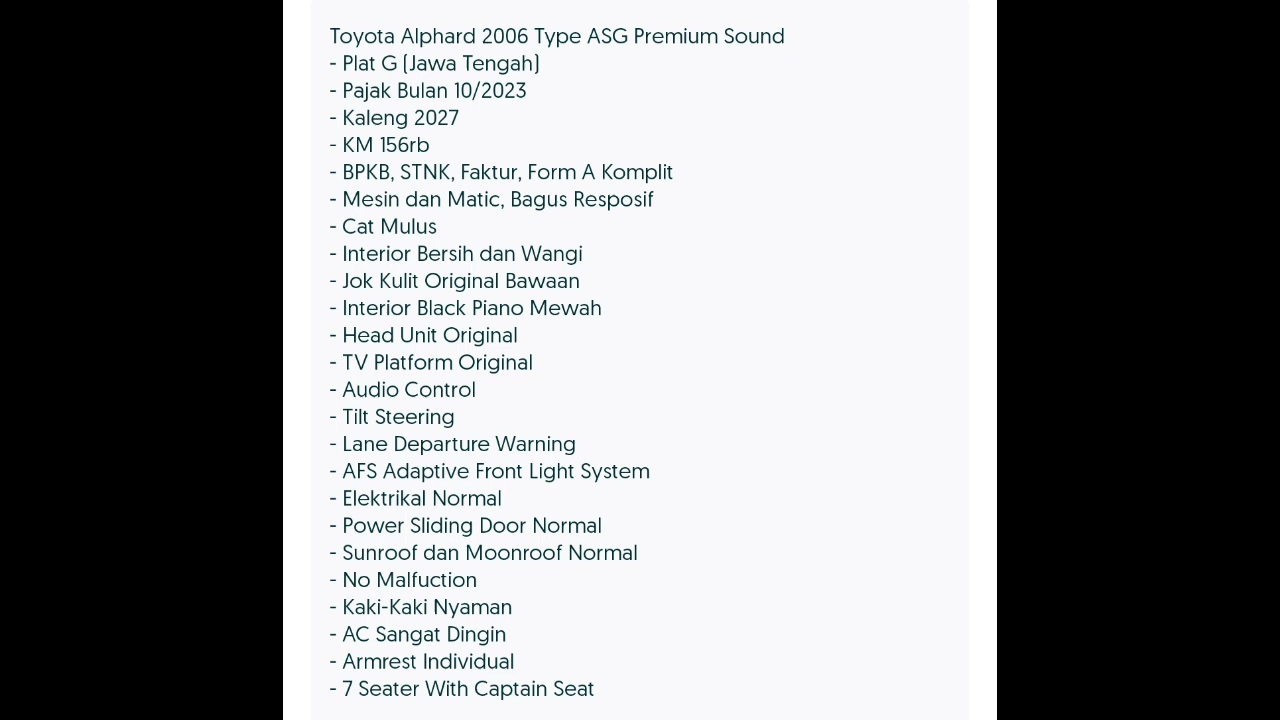 Toyota Alphard 2006 Type ASG Premium Sound
- Plat G (Jawa Tengah)
- Pajak Bulan 10/2023
- Kaleng 2027
- KM 156rb
- BPKB, STNK, Faktur, Form A Komplit
- Mesin dan Matic, Bagus Resposif
- Cat Mulus
- Interior Bersih dan Wangi
- Jok Kulit Original Bawaan
- Interior Black Piano Mewah
- Head Unit Original
- TV Platform Original
- Audio Control
- Tilt Steering
- Lane Departure Warning
- AFS Adaptive Front Light System
- Elektrikal Normal
- Power Sliding Door Normal
- Sunroof dan Moonroof Normal
- No Malfuction
- Kaki-Kaki Nyaman
- AC Sangat Dingin
- Armrest Individual
- 7 Seater With Captain Seat